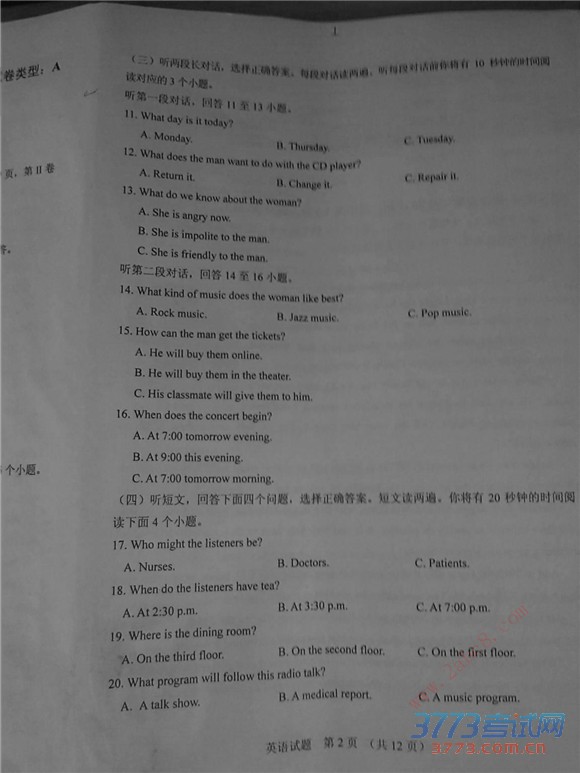 1
卷类型：A
（三）听两段长对话，选择正确答案。每段对话读两遍。听每段对话前你将有 10 秒钟的时间阅
读对应的 3 个小题。
听第一段对话，回答 11 至 13 小题。
11. What day is it today?
A. Monday. B. Thursday. C. Tuesday.
12. What does the man want to do with the CD player?
页，第 II 卷
A. Return it. B. Change it. C. Repair it.
13. What do we know about the woman?
A. She is angry now.
B. She is impolite to the man.
答。
C. She is friendly to the man.
听第二段对话，回答 14 至 16 小题。
14. What kind of music does the woman like best?
A. Rock music. B. Jazz music. C. Pop music.
15. How can the man get the tickets?
A. He will buy them online.
B. He will buy them in the theater.
C. His classmate will give them to him.
16. When does the concert begin?
A. At 7:00 tomorrow evening.
B. At 9:00 this evening.
个小题。
C. At 7:00 tomorrow morning.
（四）听短文，回答下面四个问题，选择正确答案。短文读两遍。你将有 20 秒钟的时间阅
读下面 4 个小题。
17. Who might the listeners be?
A. Nurses. B. Doctors. C. Patients.
18. When do the listeners have tea?
A. At 2:30 p.m. B. At 3:30 p.m. C. At 7:00 p.m.
19. Where is the dining room?
A. On the third floor. B. On the second floor. C. On the first floor.
20. What program will follow this radio talk?
A. A talk show. B. A medical report. C. A music program.
英语试题 第 2 页 （共 12 页）
3773考试网
3773.com.cn